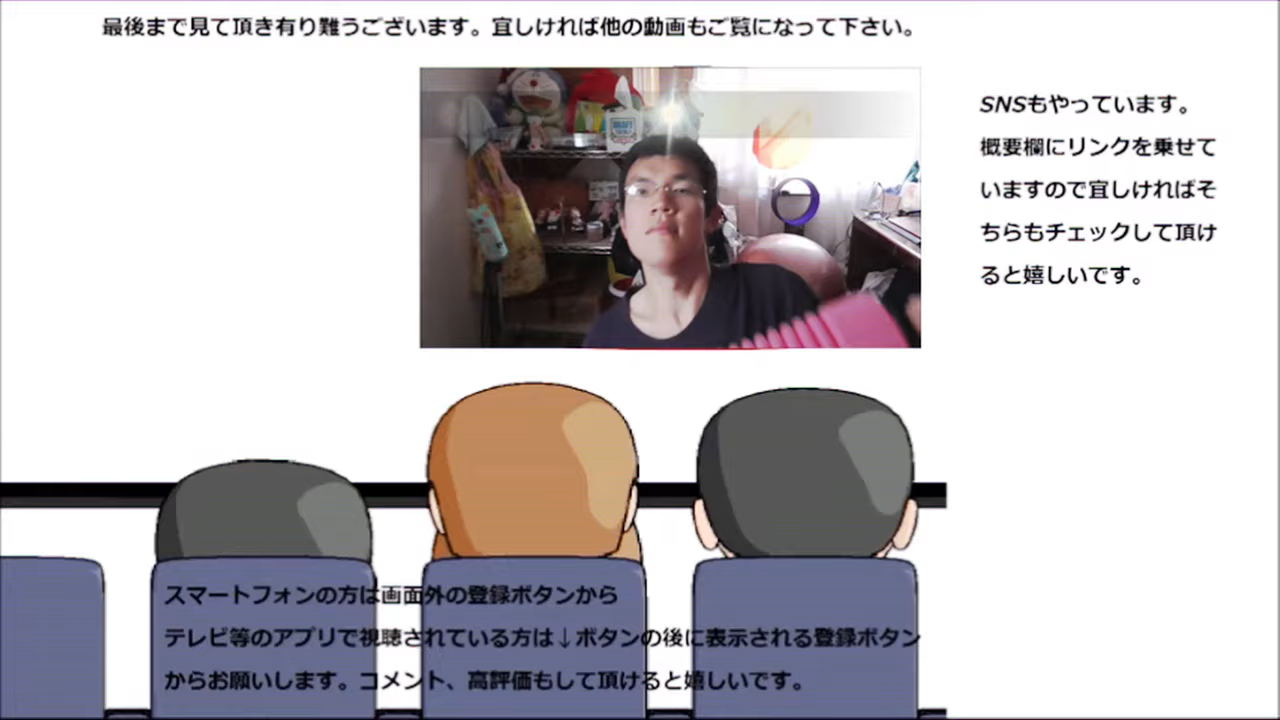 最後まで見て頂き有り難うございます。宜しければ他の動画もご覧になって下さい。
SNSもやっています。
概要欄にリンクを乗せて
いますので宜しければそ
ちらもチェックして頂け
ると嬉しいです。
スマートフォンの方は画面外の登録ボタンから
テレビ等のアプリで視聴されている方は↓ボタンの後に表示される登録ボタン
からお願いします。コメント、高評価もして頂けると嬉しいです。